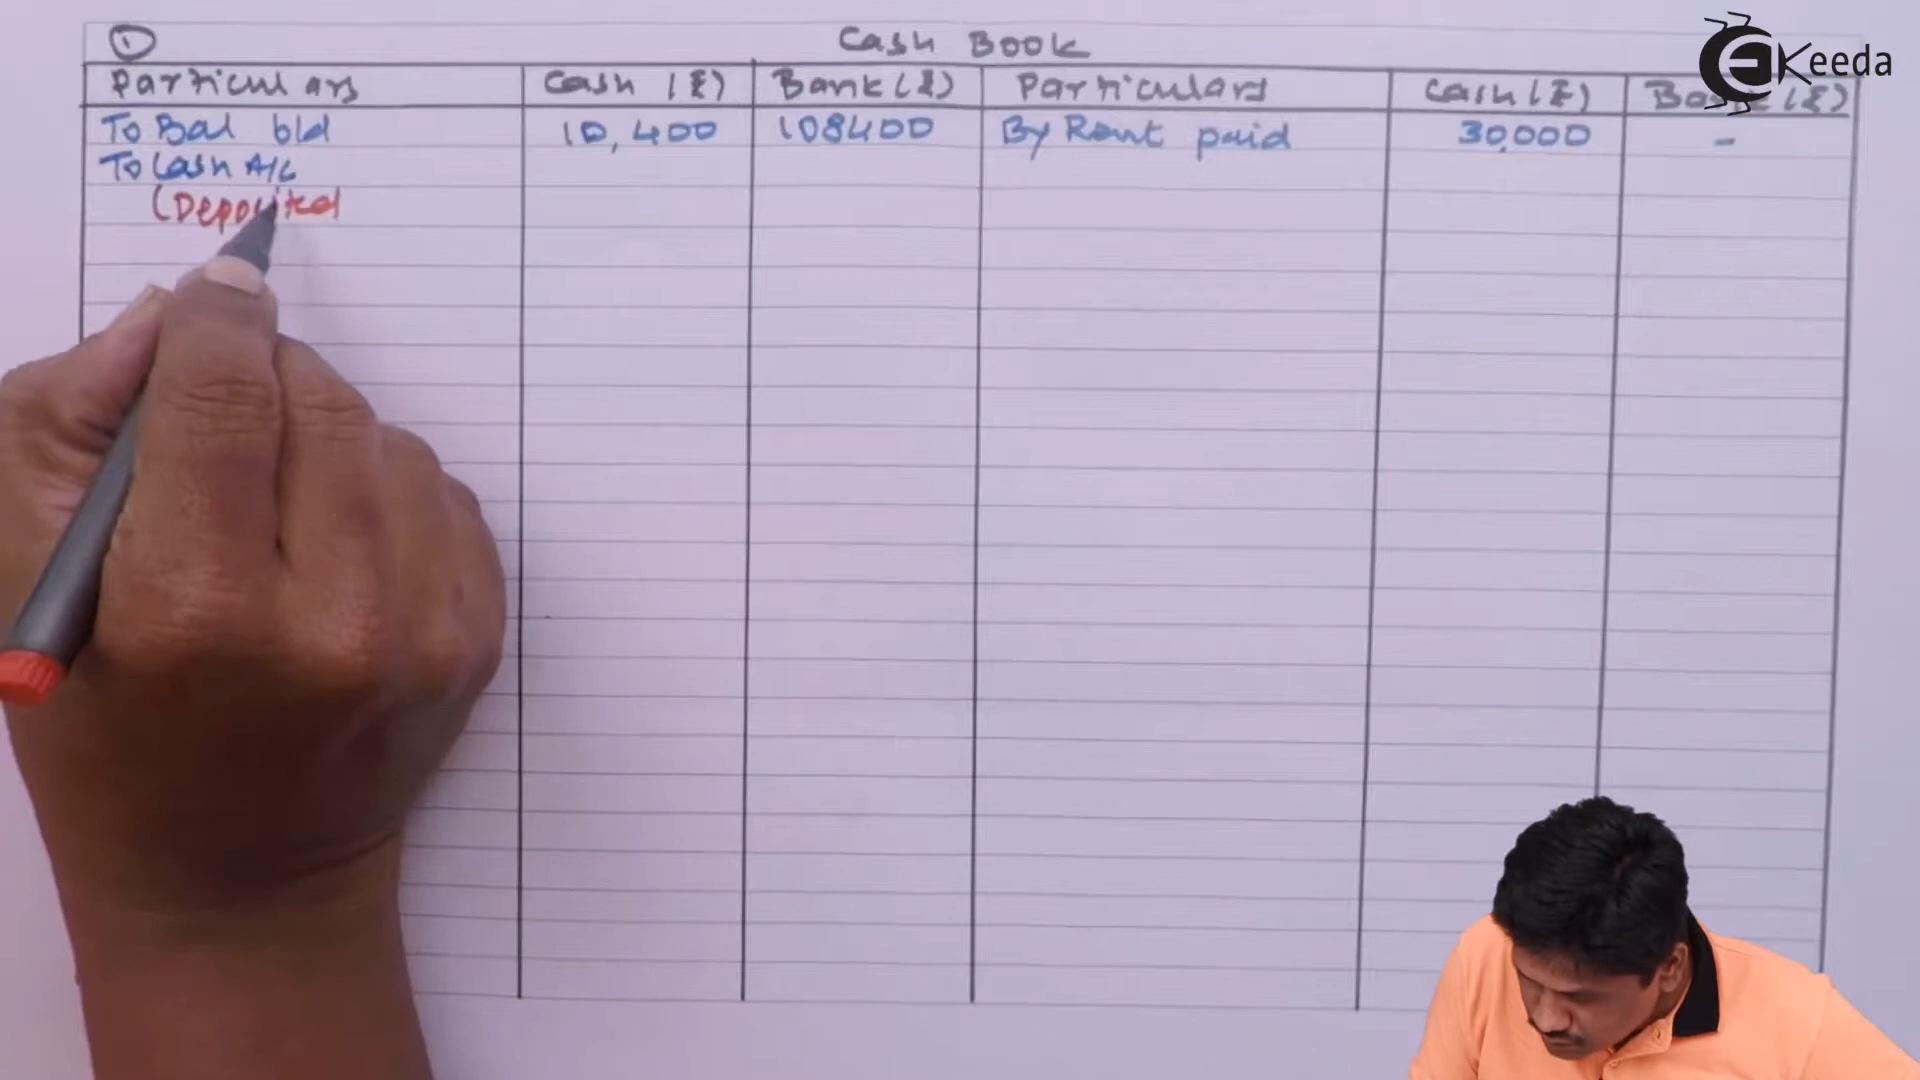 ① Cash Book
Particulars Cash (₹) Bank (₹) Particulars Cash (₹) Bank (₹)
To Bal b/d 10,400 108400 By Rent paid 30,000 -
To Cash A/c
(Deposited
Keeda